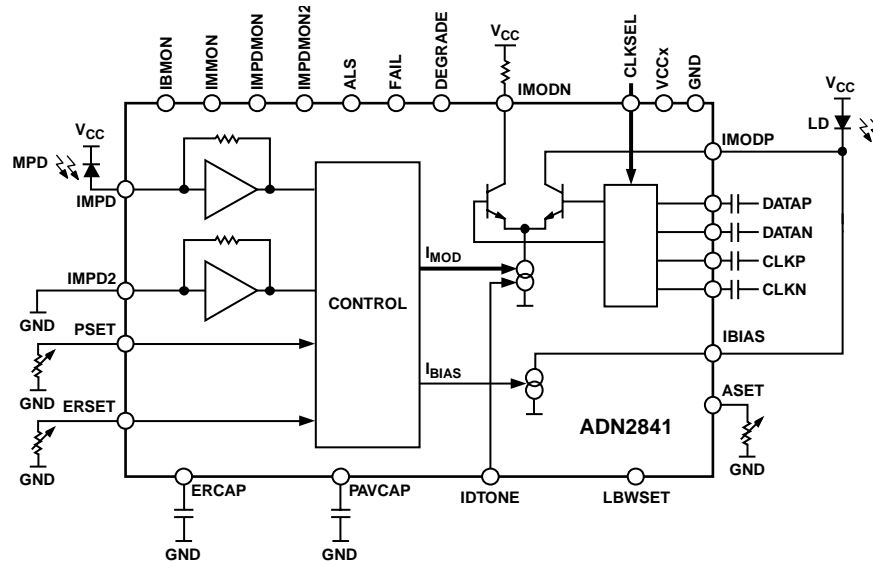 IBMON
IMMON
IMPDMON
IMPDMON2
ALS
FAIL
DEGRADE
VCC
IMODN
CLKSEL
VCCx
GND
VCC
LD
IMODP
VCC
MPD
IMPD
DATAP
DATAN
CLKP
CLKN
IMOD
IMPD2
GND
CONTROL
PSET
GND
IBIAS
IBIAS
ERSET
GND
ASET
GND
ADN2841
ERCAP
GND
PAVCAP
GND
IDTONE
LBWSET